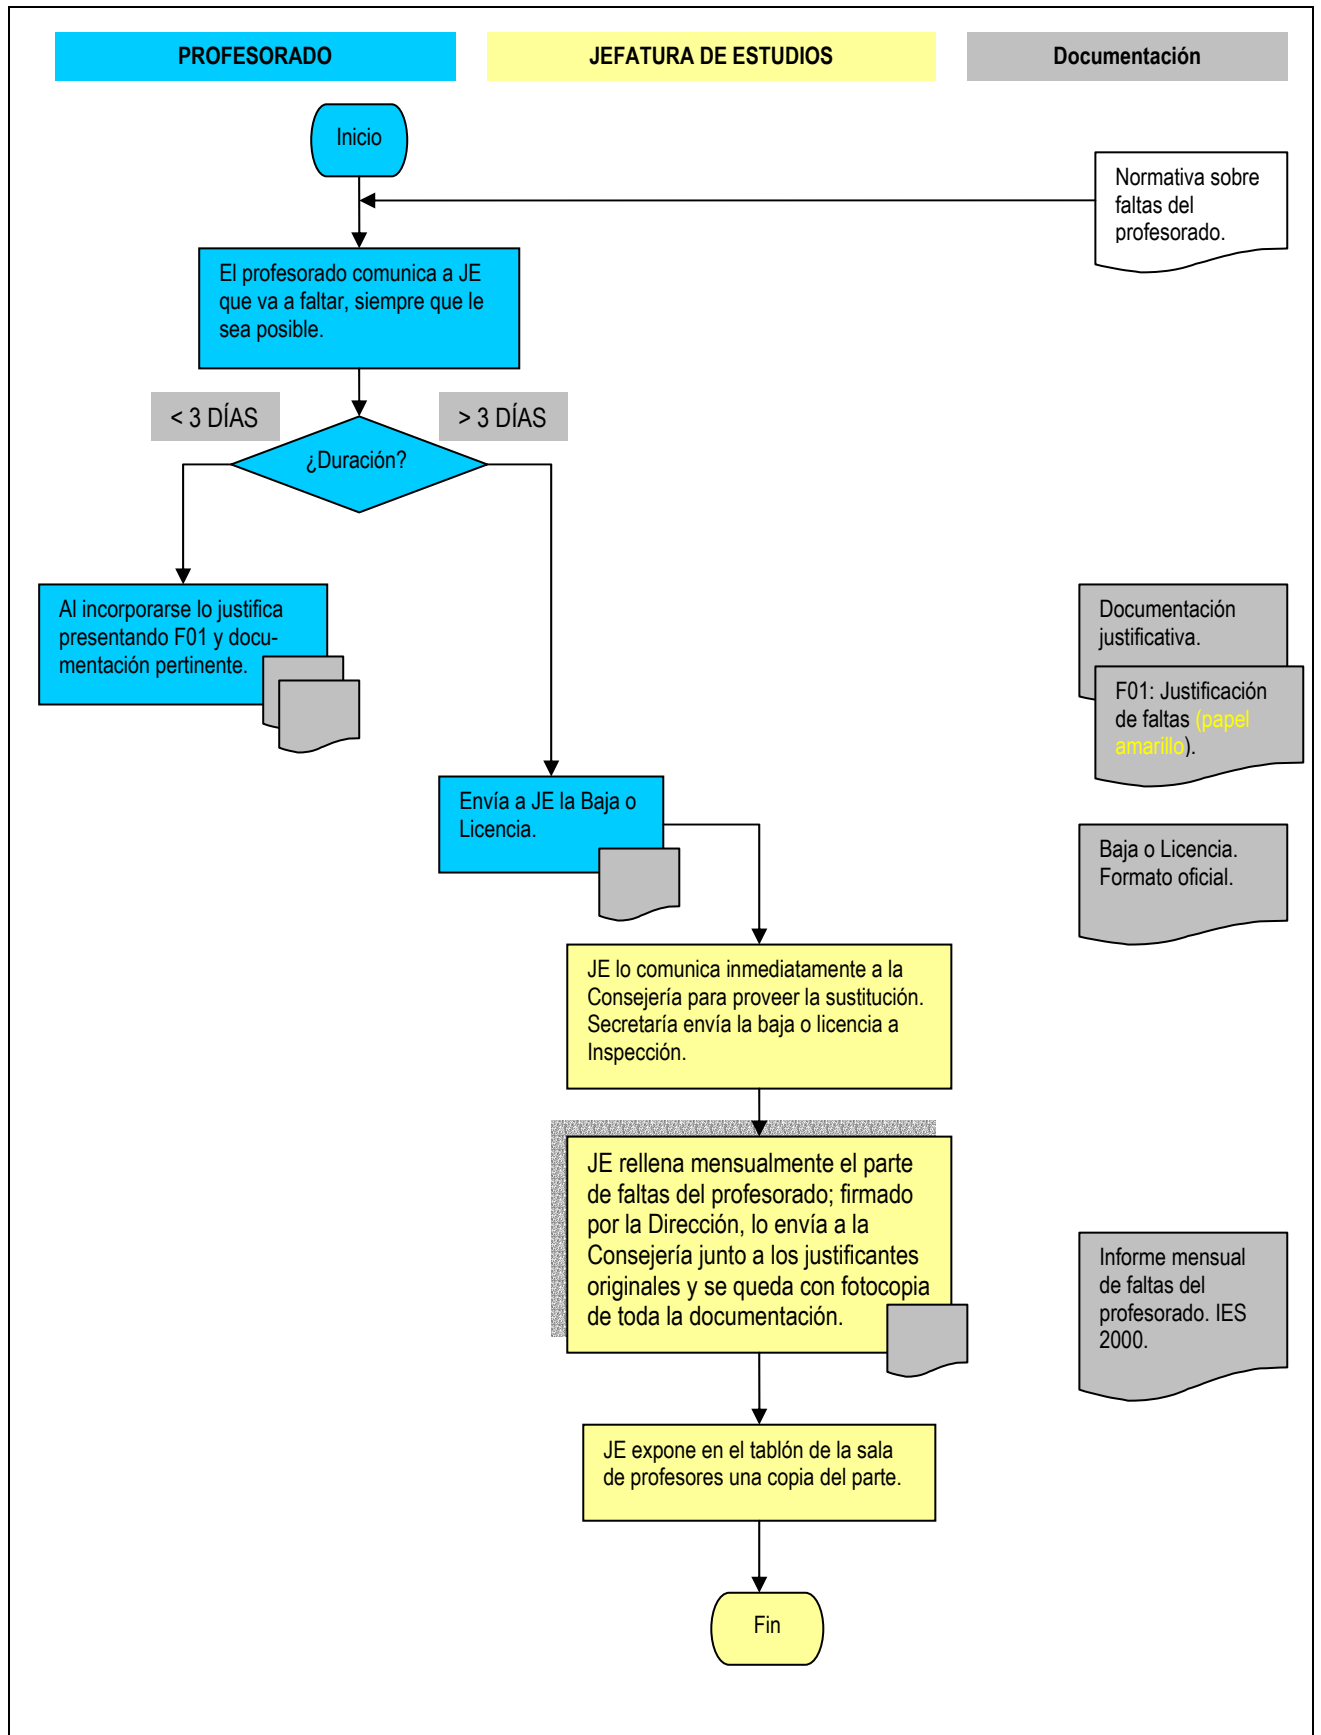 PROFESORADO
JEFATURA DE ESTUDIOS
Documentación
Inicio
Normativa sobre
faltas del
profesorado.
El profesorado comunica a JE
que va a faltar, siempre que le
sea posible.
< 3 DÍAS
> 3 DÍAS
¿Duración?
Al incorporarse lo justifica
presentando F01 y docu-
mentación pertinente.
Documentación
justificativa.
F01: Justificación
de faltas (papel
amarillo).
Envía a JE la Baja o
Licencia.
Baja o Licencia.
Formato oficial.
JE lo comunica inmediatamente a la
Consejería para proveer la sustitución.
Secretaría envía la baja o licencia a
Inspección.
JE rellena mensualmente el parte
de faltas del profesorado; firmado
por la Dirección, lo envía a la
Consejería junto a los justificantes
originales y se queda con fotocopia
de toda la documentación.
Informe mensual
de faltas del
profesorado. IES
2000.
JE expone en el tablón de la sala
de profesores una copia del parte.
Fin